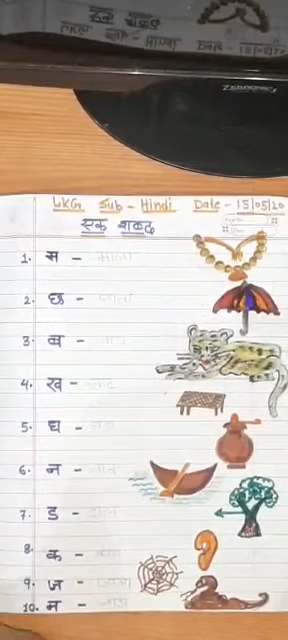 LKG Sub - Hindi Date - 15/05/20
एक शब्द
1. म - माला
2. छ - छाता
3. ब - बाघ
4. ख - खाट
5. घ - घड़ा
6. न - नाव
7. ड - डाल
8. क - कान
9. ज - जाला
10. न - नाग